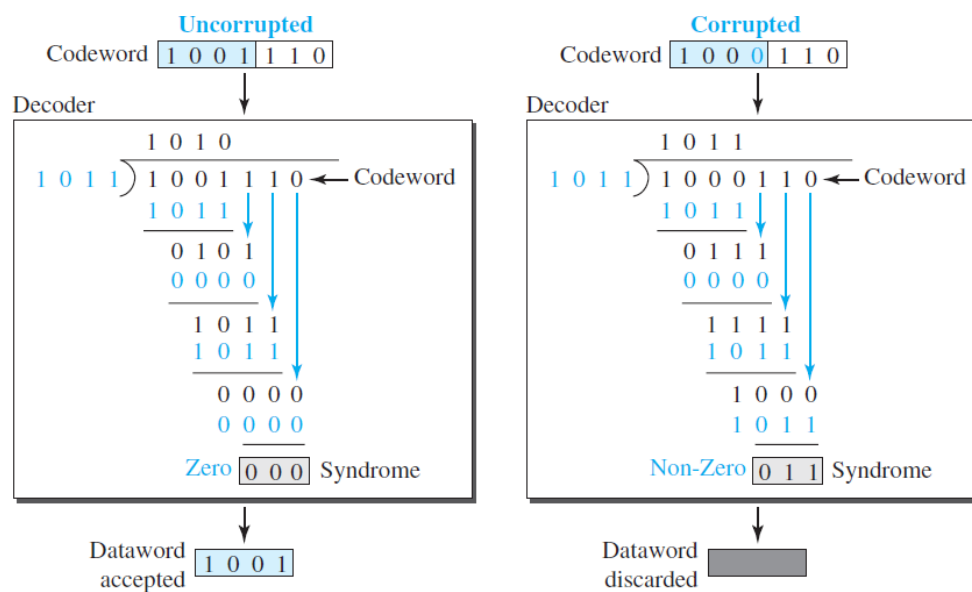 Uncorrupted
Codeword 1 0 0 1 1 1 0
Decoder
1 0 1 0
1 0 1 1 1 0 0 1 1 1 0 Codeword
1 0 1 1
0 1 0 1
0 0 0 0
1 0 1 1
1 0 1 1
0 0 0 0
0 0 0 0
Zero 0 0 0 Syndrome
Dataword
accepted 1 0 0 1
Corrupted
Codeword 1 0 0 0 1 1 0
Decoder
1 0 1 1
1 0 1 1 1 0 0 0 1 1 0 Codeword
1 0 1 1
0 1 1 1
0 0 0 0
1 1 1 1
1 0 1 1
1 0 0 0
1 0 1 1
Non-Zero 0 1 1 Syndrome
Dataword
discarded